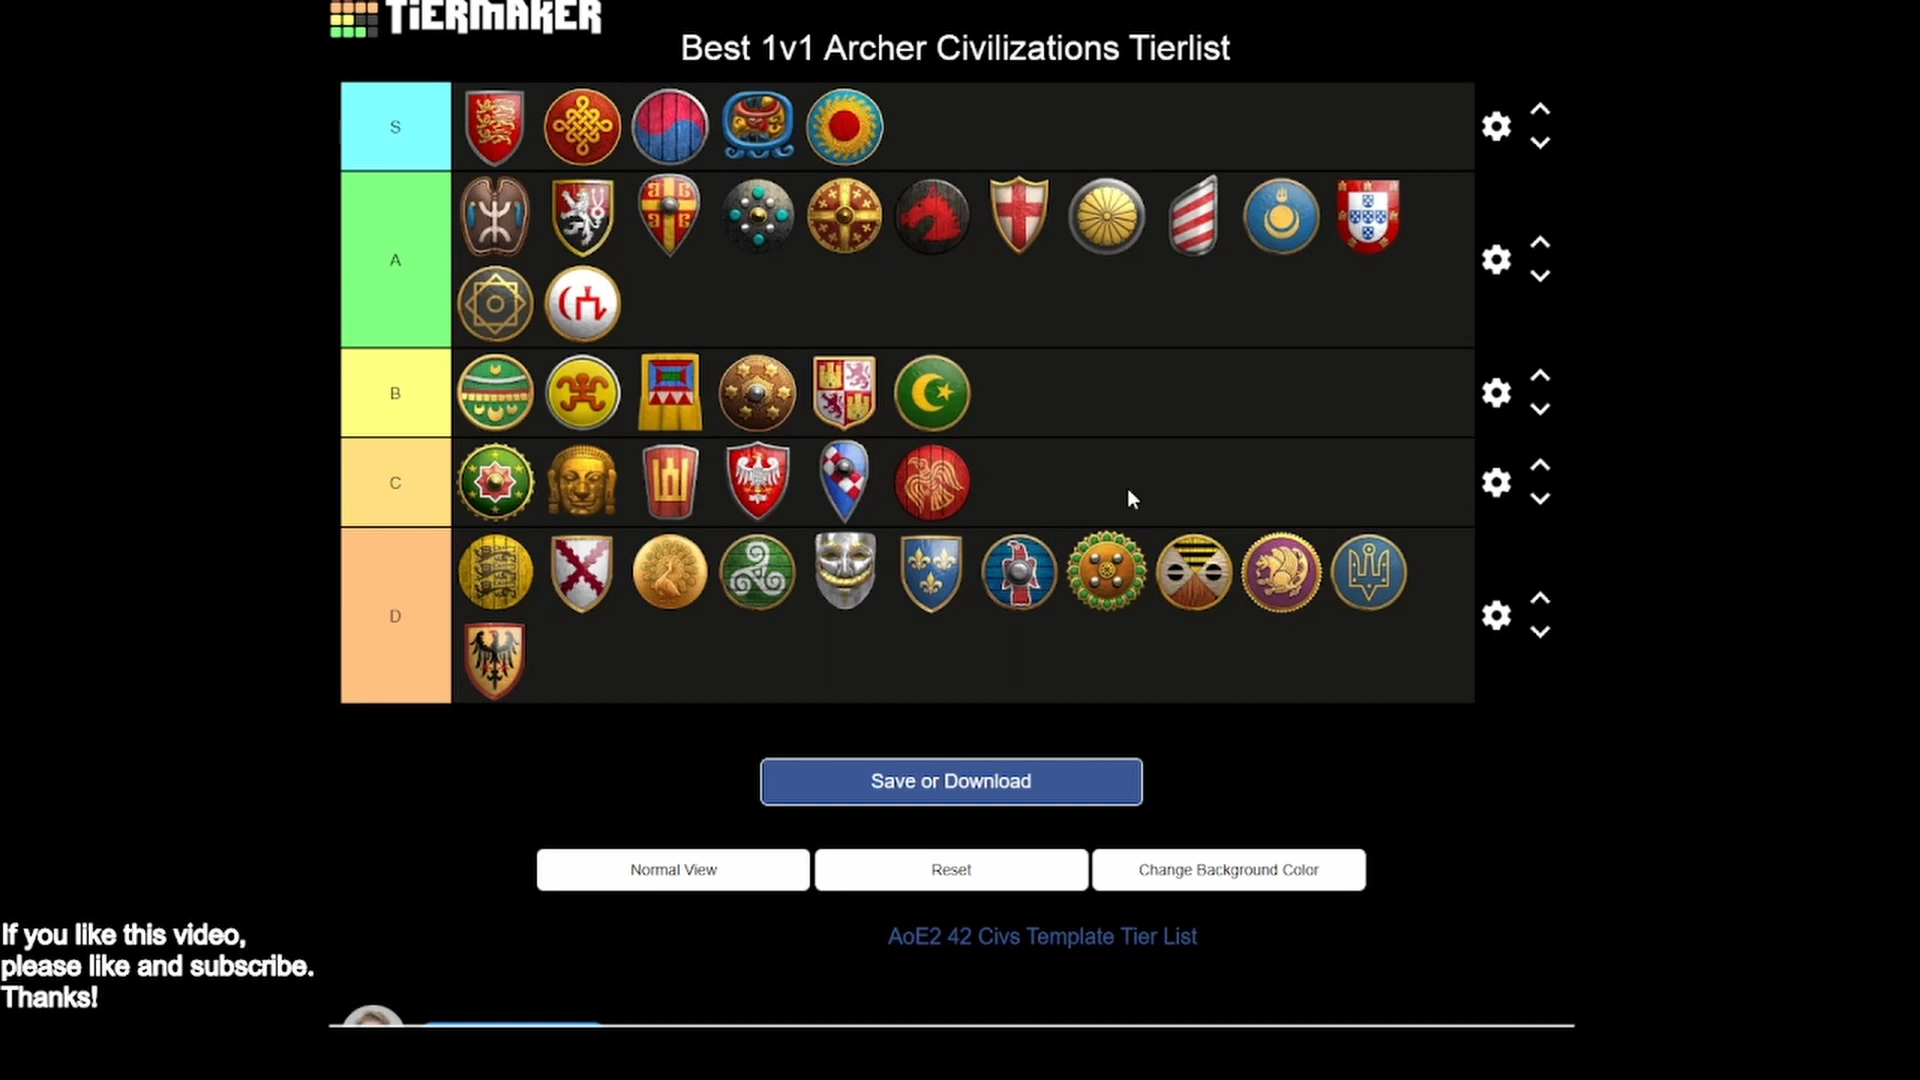 TIERMAKER
Best 1v1 Archer Civilizations Tierlist
S
A
B
C
D
Save or Download
Normal View
Reset
Change Background Color
AoE2 42 Civs Template Tier List
If you like this video,
please like and subscribe.
Thanks!